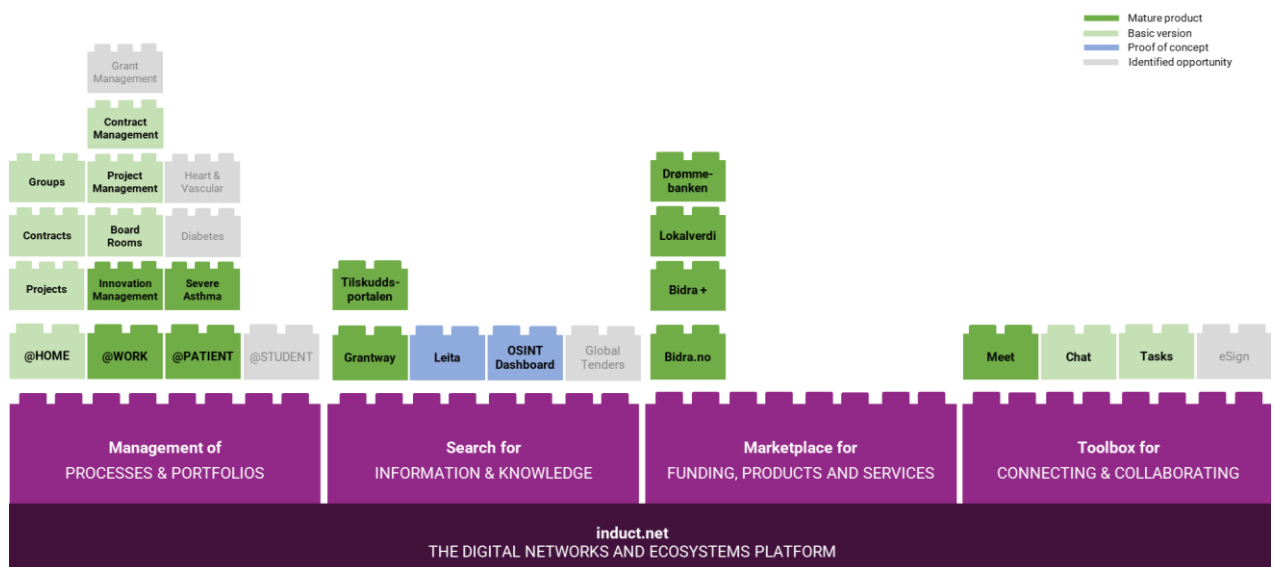 Mature product
Basic version
Proof of concept
Identified opportunity
Grant
Management
Contract
Management
Groups
Project
Management
Heart &
Vascular
Contracts
Board
Rooms
Diabetes
Projects
Innovation
Management
Severe
Asthma
@HOME
@WORK
@PATIENT
@STUDENT
Tilskudds-
portalen
Grantway
Leita
OSINT
Dashboard
Global
Tenders
Drømme-
banken
Lokalverdi
Bidra +
Bidra.no
Meet
Chat
Tasks
eSign
Management of
PROCESSES & PORTFOLIOS
Search for
INFORMATION & KNOWLEDGE
Marketplace for
FUNDING, PRODUCTS AND SERVICES
Toolbox for
CONNECTING & COLLABORATING
induct.net
THE DIGITAL NETWORKS AND ECOSYSTEMS PLATFORM